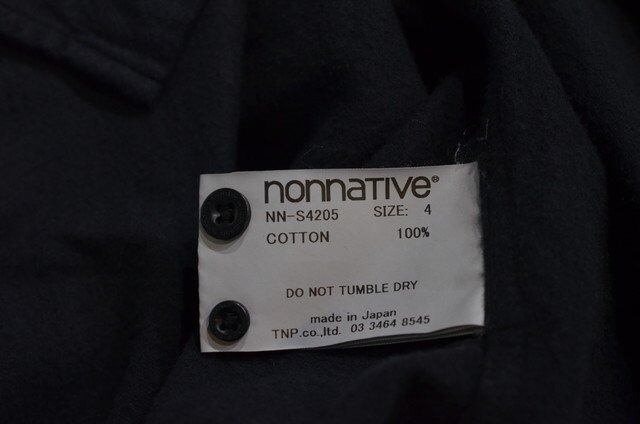 nonnative®
NN-S4205 SIZE: 4
COTTON 100%
DO NOT TUMBLE DRY
made in Japan
TNP.co.,ltd. 03 3464 8545